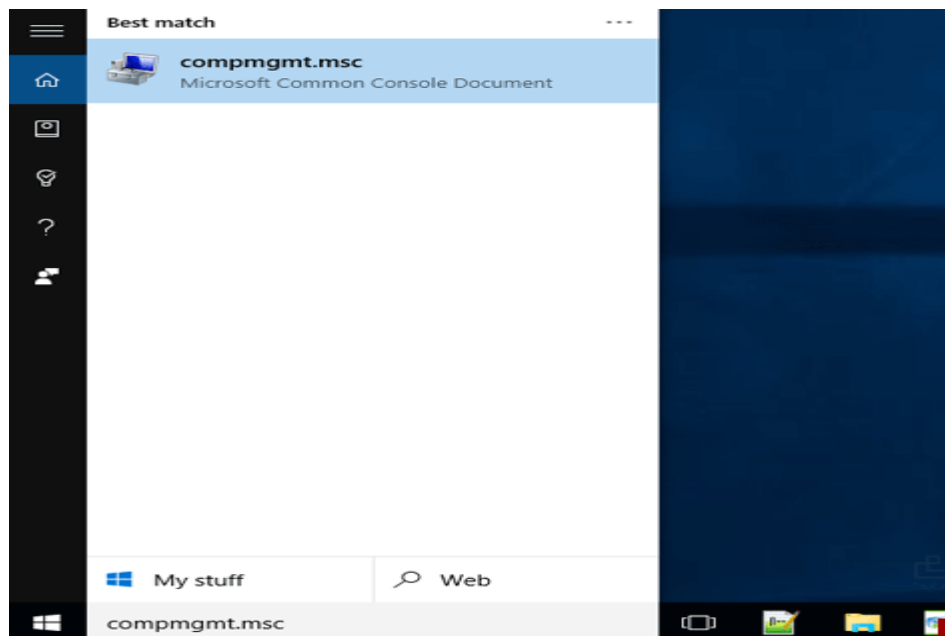 Best match
compmgmt.msc
Microsoft Common Console Document
My stuff
Web
compmgmt.msc